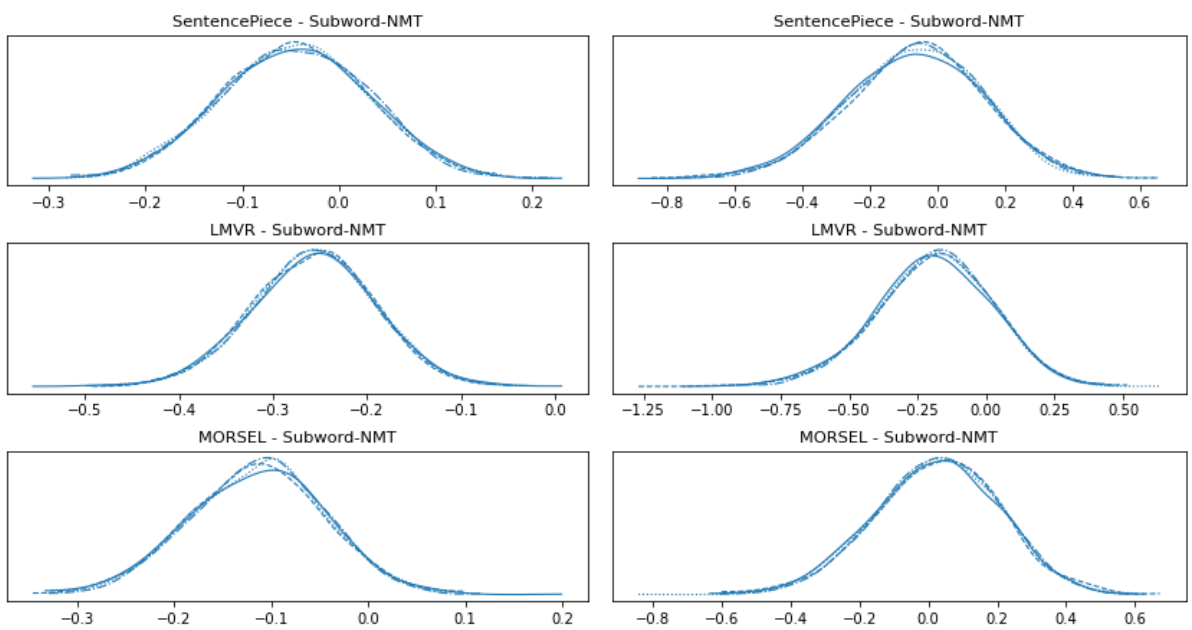 SentencePiece - Subword-NMT
−0.3 −0.2 −0.1 0.0 0.1 0.2
SentencePiece - Subword-NMT
−0.8 −0.6 −0.4 −0.2 0.0 0.2 0.4 0.6
LMVR - Subword-NMT
−0.5 −0.4 −0.3 −0.2 −0.1 0.0
LMVR - Subword-NMT
−1.25 −1.00 −0.75 −0.50 −0.25 0.00 0.25 0.50
MORSEL - Subword-NMT
−0.3 −0.2 −0.1 0.0 0.1 0.2
MORSEL - Subword-NMT
−0.8 −0.6 −0.4 −0.2 0.0 0.2 0.4 0.6